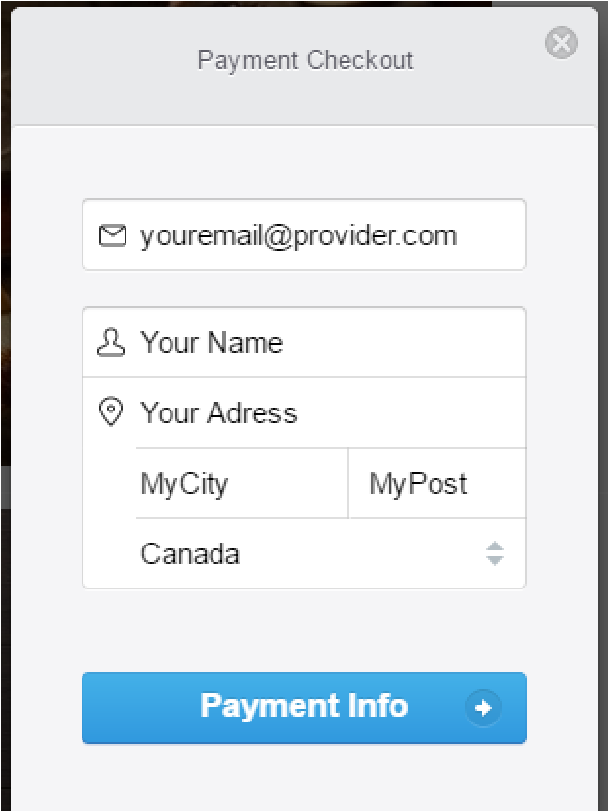 Payment Checkout
youremail@provider.com
Your Name
Your Adress
MyCity MyPost
Canada
Payment Info